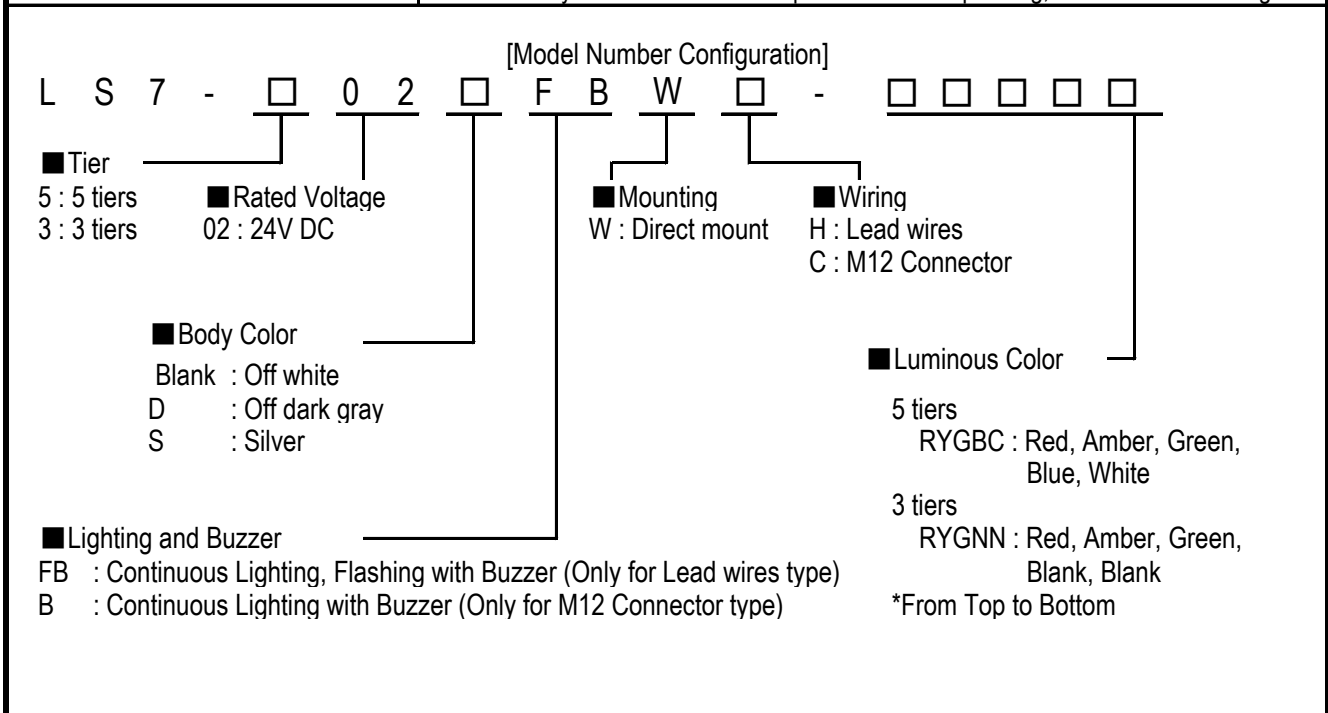 [Model Number Configuration]
L S 7 - □ 0 2 □ F B W □ - □ □ □ □ □
■Tier
5 : 5 tiers
3 : 3 tiers
■Rated Voltage
02 : 24V DC
■Mounting
W : Direct mount
■Wiring
H : Lead wires
C : M12 Connector
■Body Color
Blank : Off white
D : Off dark gray
S : Silver
■Luminous Color
5 tiers
RYGBC : Red, Amber, Green,
Blue, White
3 tiers
RYGNN : Red, Amber, Green,
Blank, Blank
*From Top to Bottom
■Lighting and Buzzer
FB : Continuous Lighting, Flashing with Buzzer (Only for Lead wires type)
B : Continuous Lighting with Buzzer (Only for M12 Connector type)